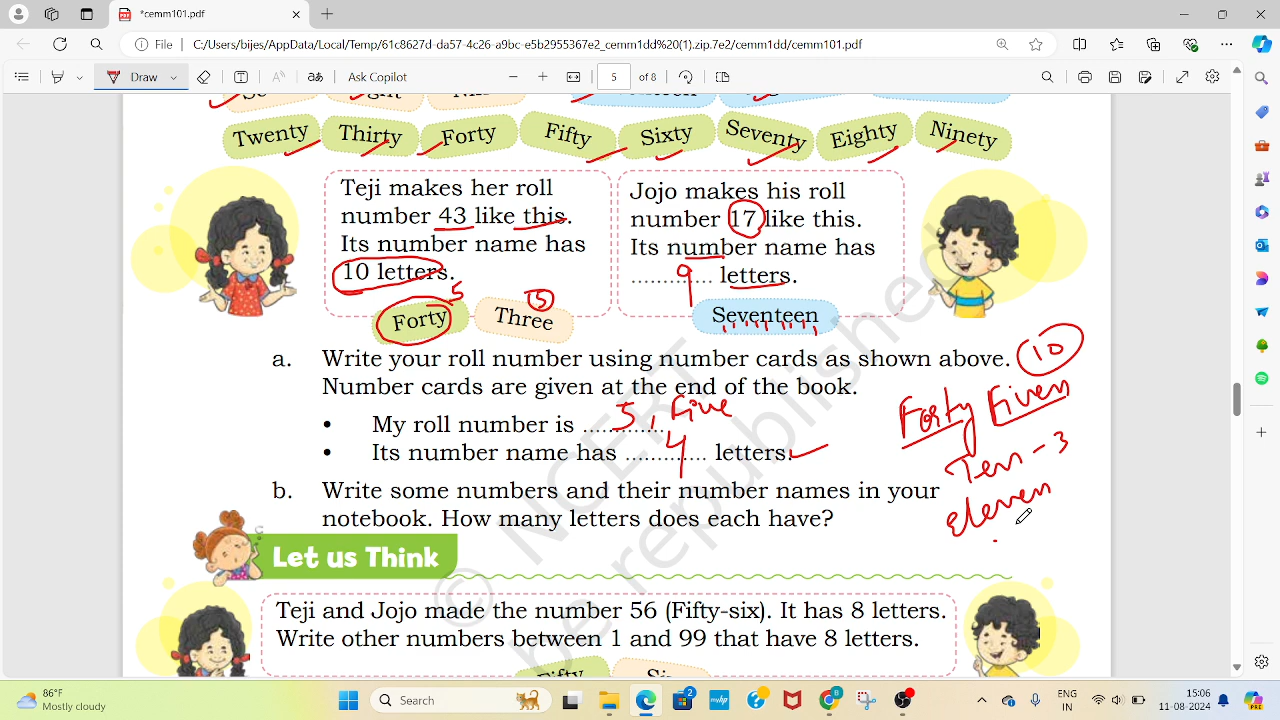 *cemm101.pdf
File
C:/Users/bijes/AppData/Local/Temp/61c8627d-da57-4c26-a9bc-e5b2955367e2_cemm1dd%20(1).zip.7e2/cemm1dd/cemm101.pdf
Draw
Ask Copilot
5 of 8
Twenty Thirty Forty Fifty Sixty Seventy Eighty Ninety
Teji makes her roll
number 43 like this.
Its number name has
10 letters.
Forty 5 Three 5
Jojo makes his roll
number 17 like this.
Its number name has
9 letters.
Seventeen
a. Write your roll number using number cards as shown above. 10
Number cards are given at the end of the book.
• My roll number is 5, Five
• Its number name has 4 letters.
Forty
Ten - 3
Eleven
b. Write some numbers and their number names in your
notebook. How many letters does each have?
Let us Think
Teji and Jojo made the number 56 (Fifty-six). It has 8 letters.
Write other numbers between 1 and 99 that have 8 letters.
© NCERT
be republished
86°F
Mostly cloudy
Search
2
8
ENG
IN
15:06
11-08-2024